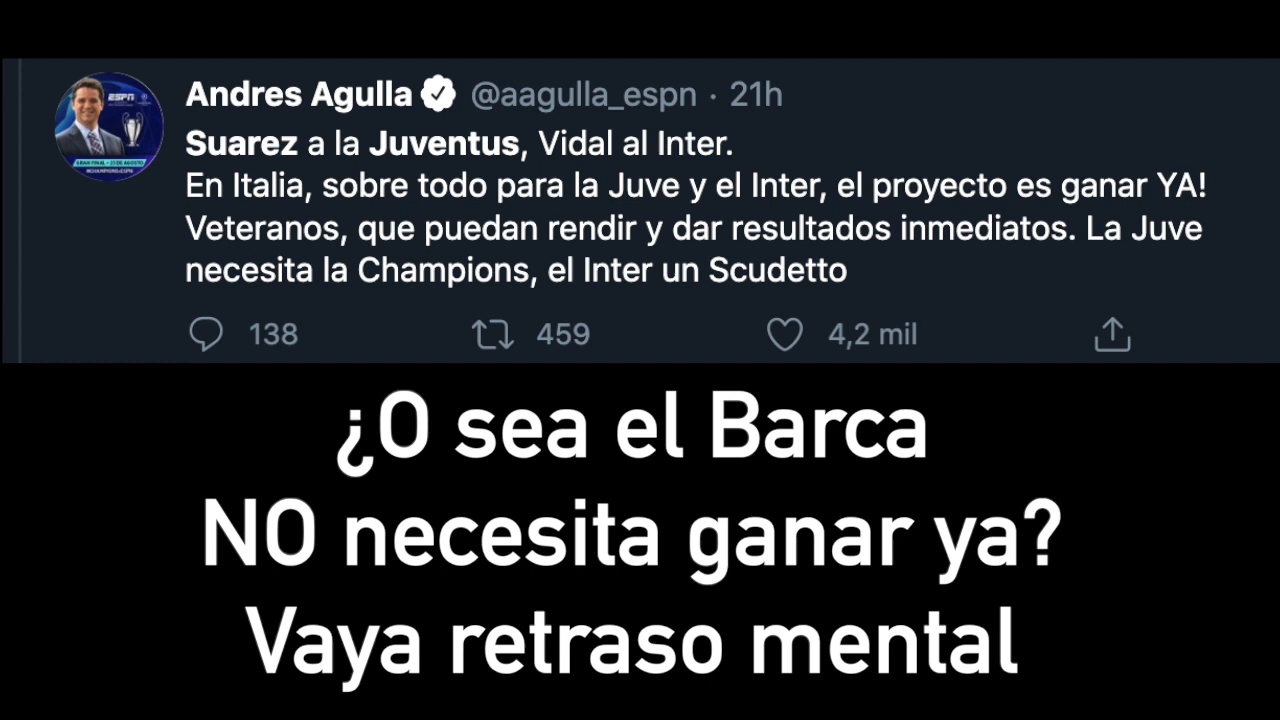 Andres Agulla @aagulla_espn · 21h
Suarez a la Juventus, Vidal al Inter.
En Italia, sobre todo para la Juve y el Inter, el proyecto es ganar YA!
Veteranos, que puedan rendir y dar resultados inmediatos. La Juve
necesita la Champions, el Inter un Scudetto
138 459 4,2 mil
¿O sea el Barca
NO necesita ganar ya?
Vaya retraso mental
ESPN